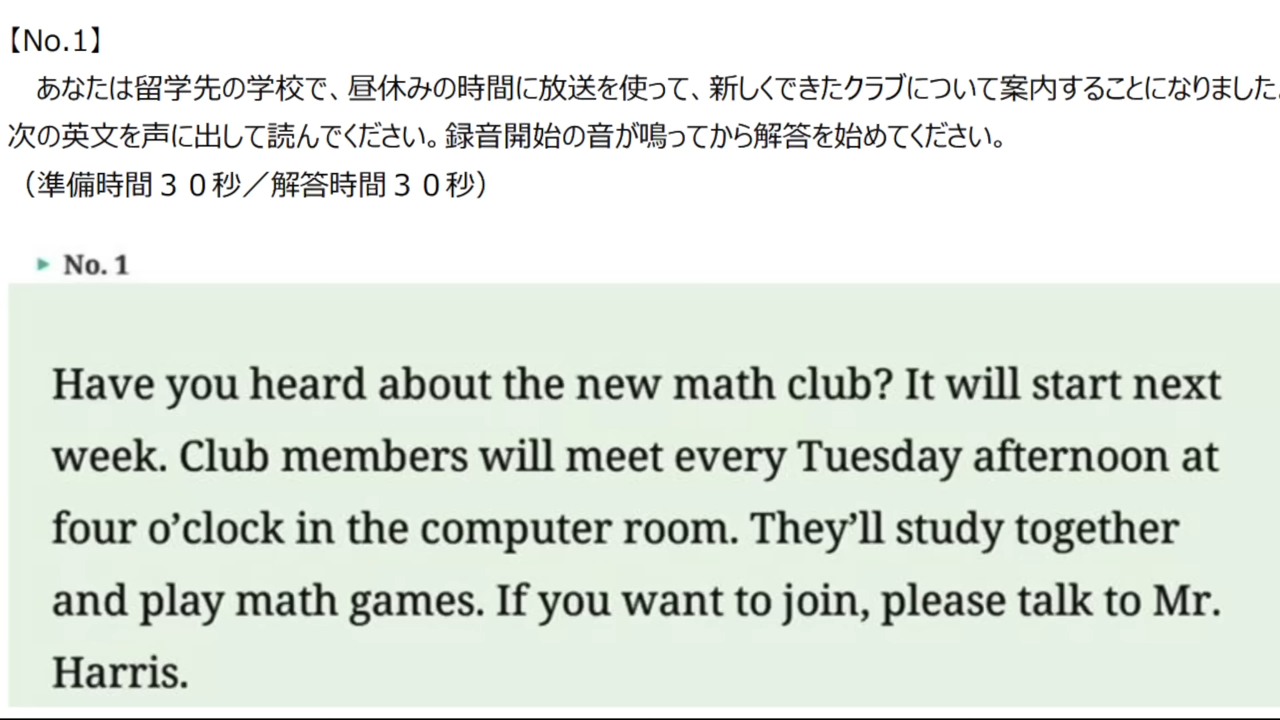 【No.1】
あなたは留学先の学校で、昼休みの時間に放送を使って、新しくできたクラブについて案内することになりました。
次の英文を声に出して読んでください。録音開始の音が鳴ってから解答を始めてください。
（準備時間３０秒／解答時間３０秒）
► No. 1
Have you heard about the new math club? It will start next
week. Club members will meet every Tuesday afternoon at
four o’clock in the computer room. They’ll study together
and play math games. If you want to join, please talk to Mr.
Harris.